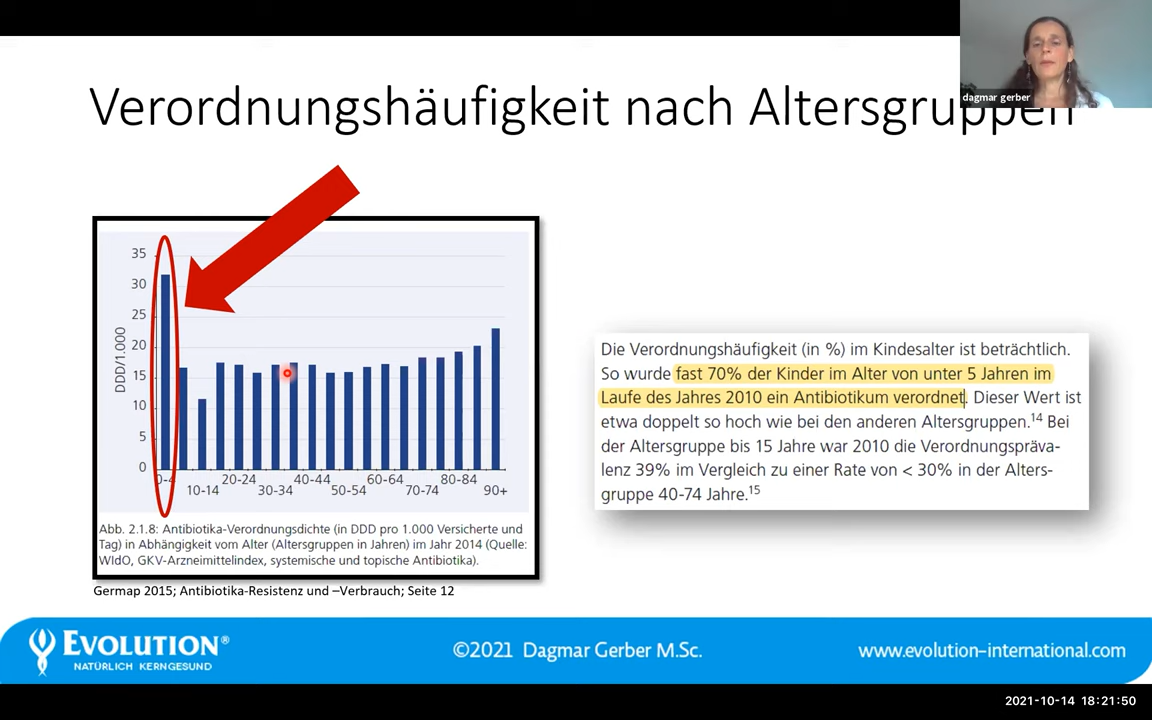 dagmar gerber
Verordnungshäufigkeit nach Altersgruppen
35
30
25
20
15
10
5
0
DDD/1.000
0-4
20-24
40-44
60-64
80-84
10-14
30-34
50-54
70-74
90+
Abb. 2.1.8: Antibiotika-Verordnungsdichte (in DDD pro 1.000 Versicherte und
Tag) in Abhängigkeit vom Alter (Altersgruppen in Jahren) im Jahr 2014 (Quelle:
WIdO, GKV-Arzneimittelindex, systemische und topische Antibiotika).
Germap 2015; Antibiotika-Resistenz und –Verbrauch; Seite 12
Die Verordnungshäufigkeit (in %) im Kindesalter ist beträchtlich.
So wurde fast 70% der Kinder im Alter von unter 5 Jahren im
Laufe des Jahres 2010 ein Antibiotikum verordnet. Dieser Wert ist
etwa doppelt so hoch wie bei den anderen Altersgruppen.14 Bei
der Altersgruppe bis 15 Jahre war 2010 die Verordnungspräva-
lenz 39% im Vergleich zu einer Rate von < 30% in der Alters-
gruppe 40-74 Jahre.15
EVOLUTION®
NATÜRLICH KERNGESUND
©2021 Dagmar Gerber M.Sc.
www.evolution-international.com
2021-10-14 18:21:50